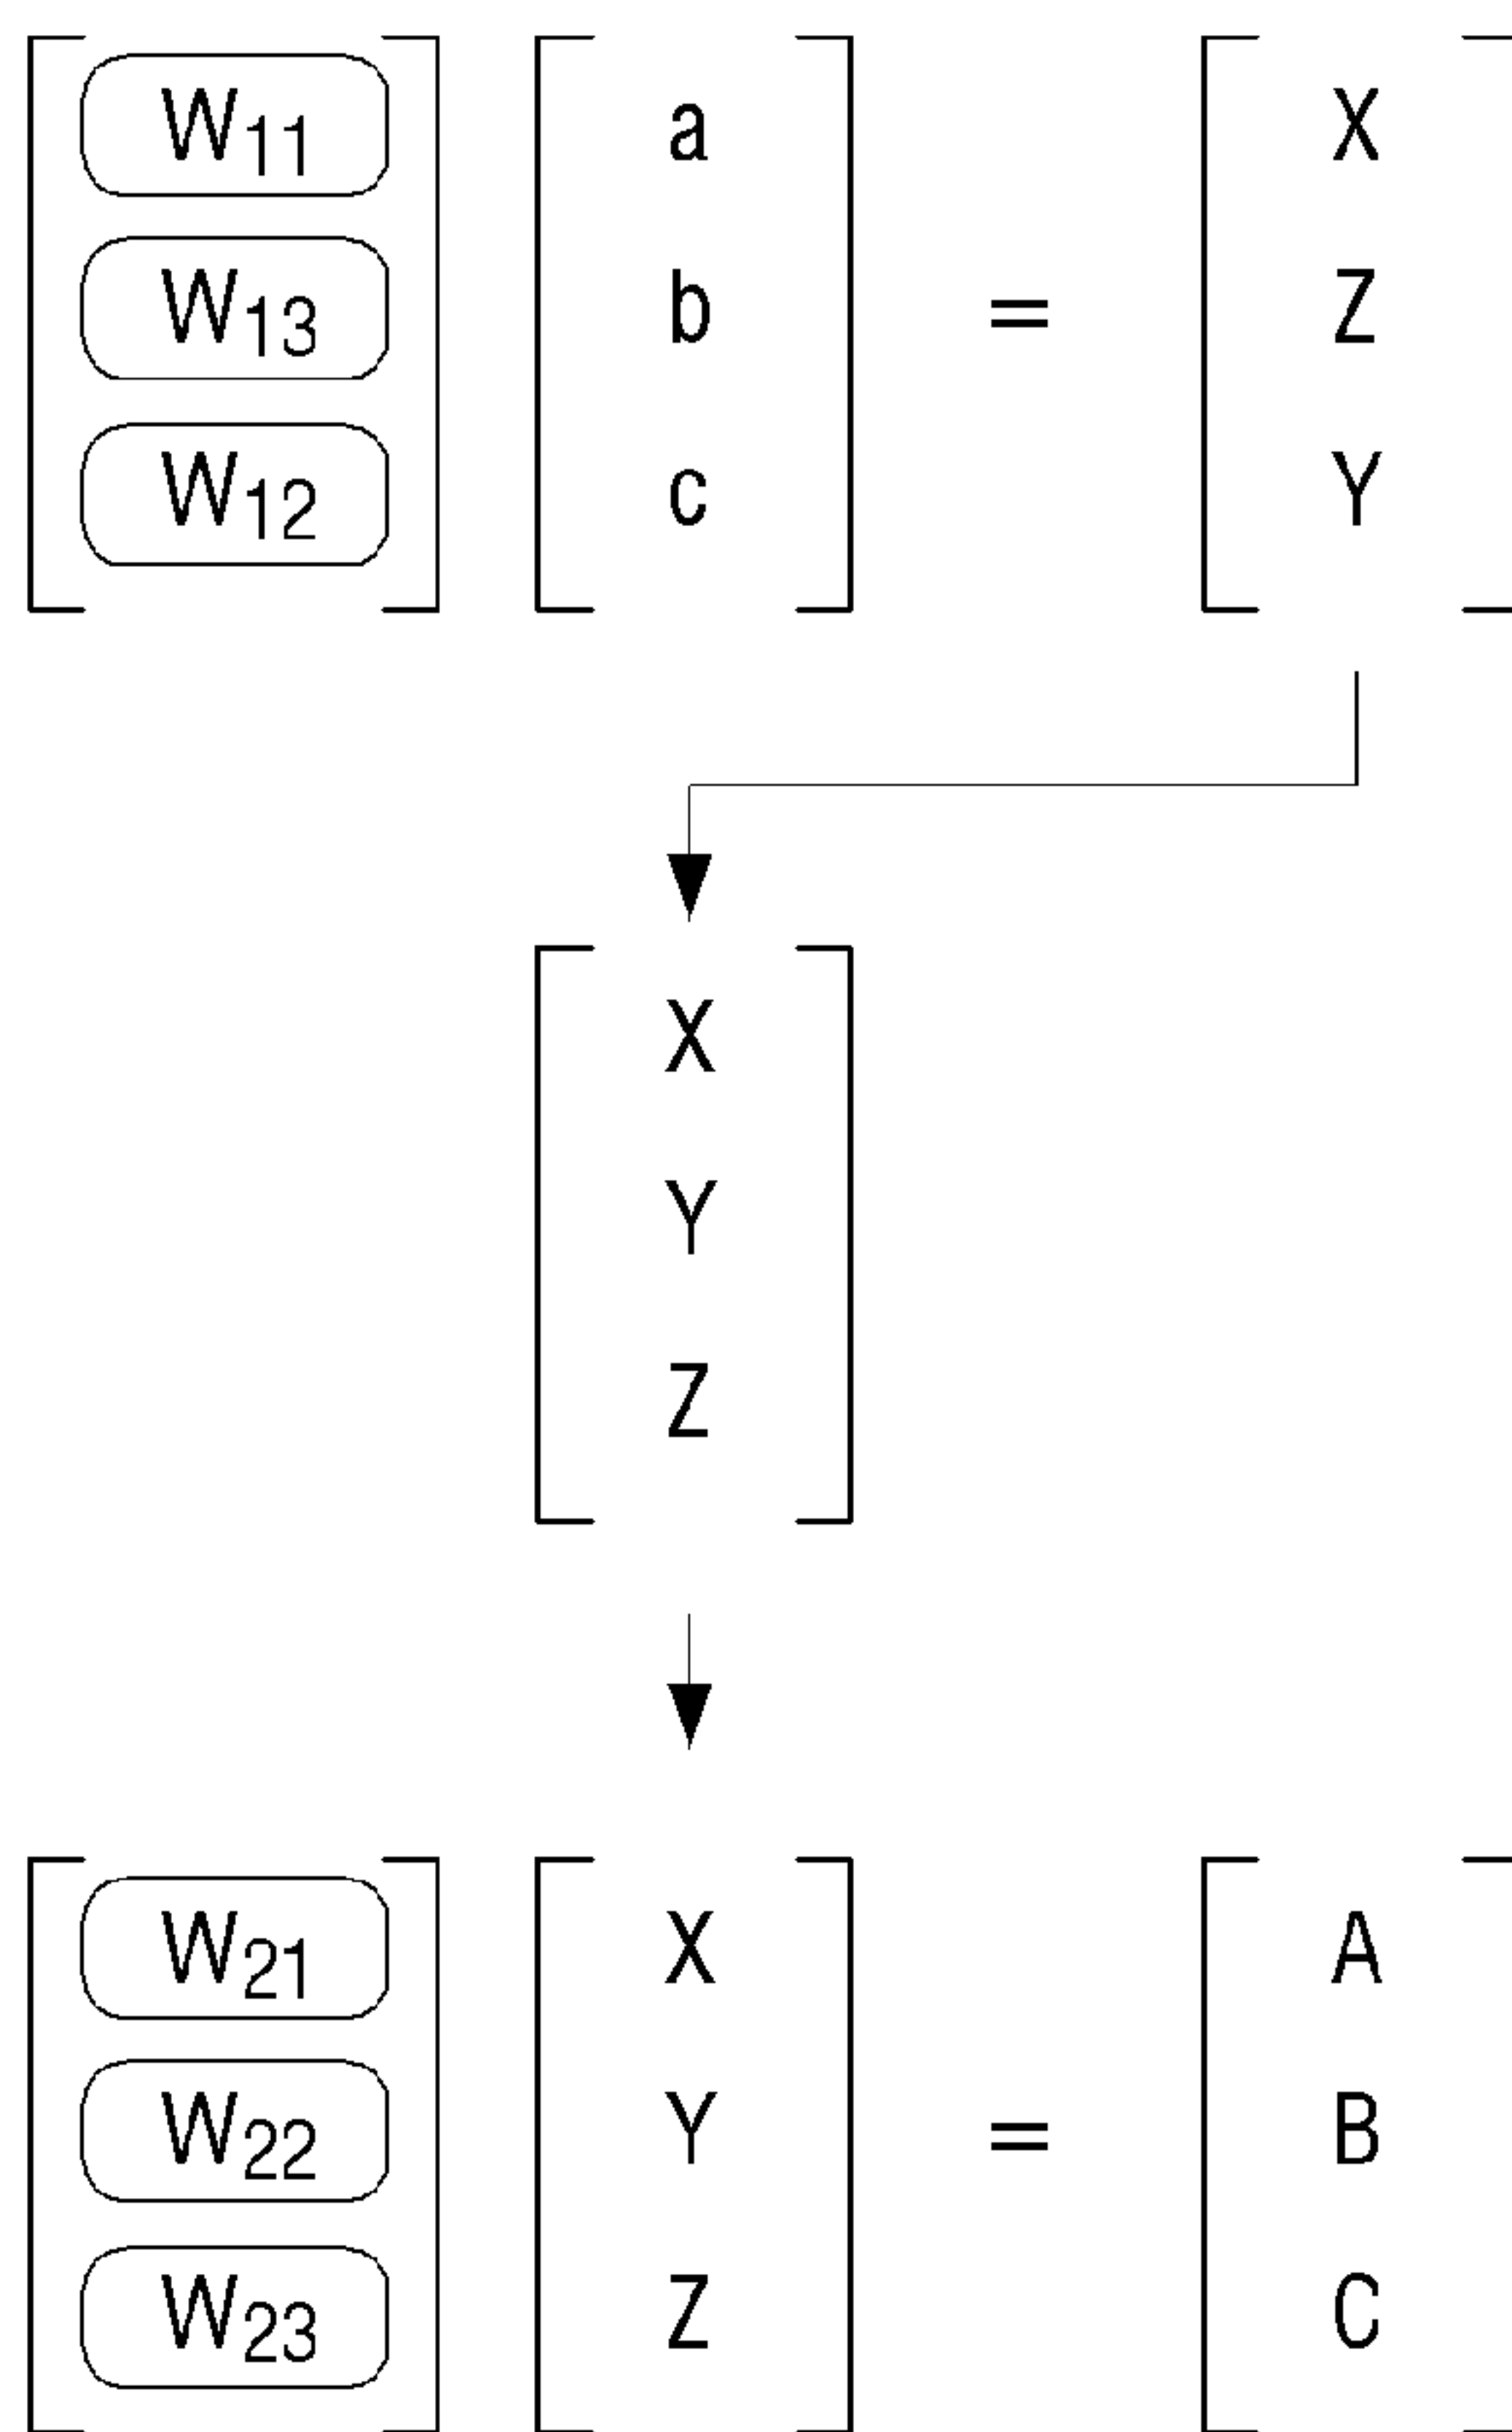 W11 a X
W13 b = Z
W12 c Y
X
Y
Z
W21 X A
W22 Y = B
W23 Z C